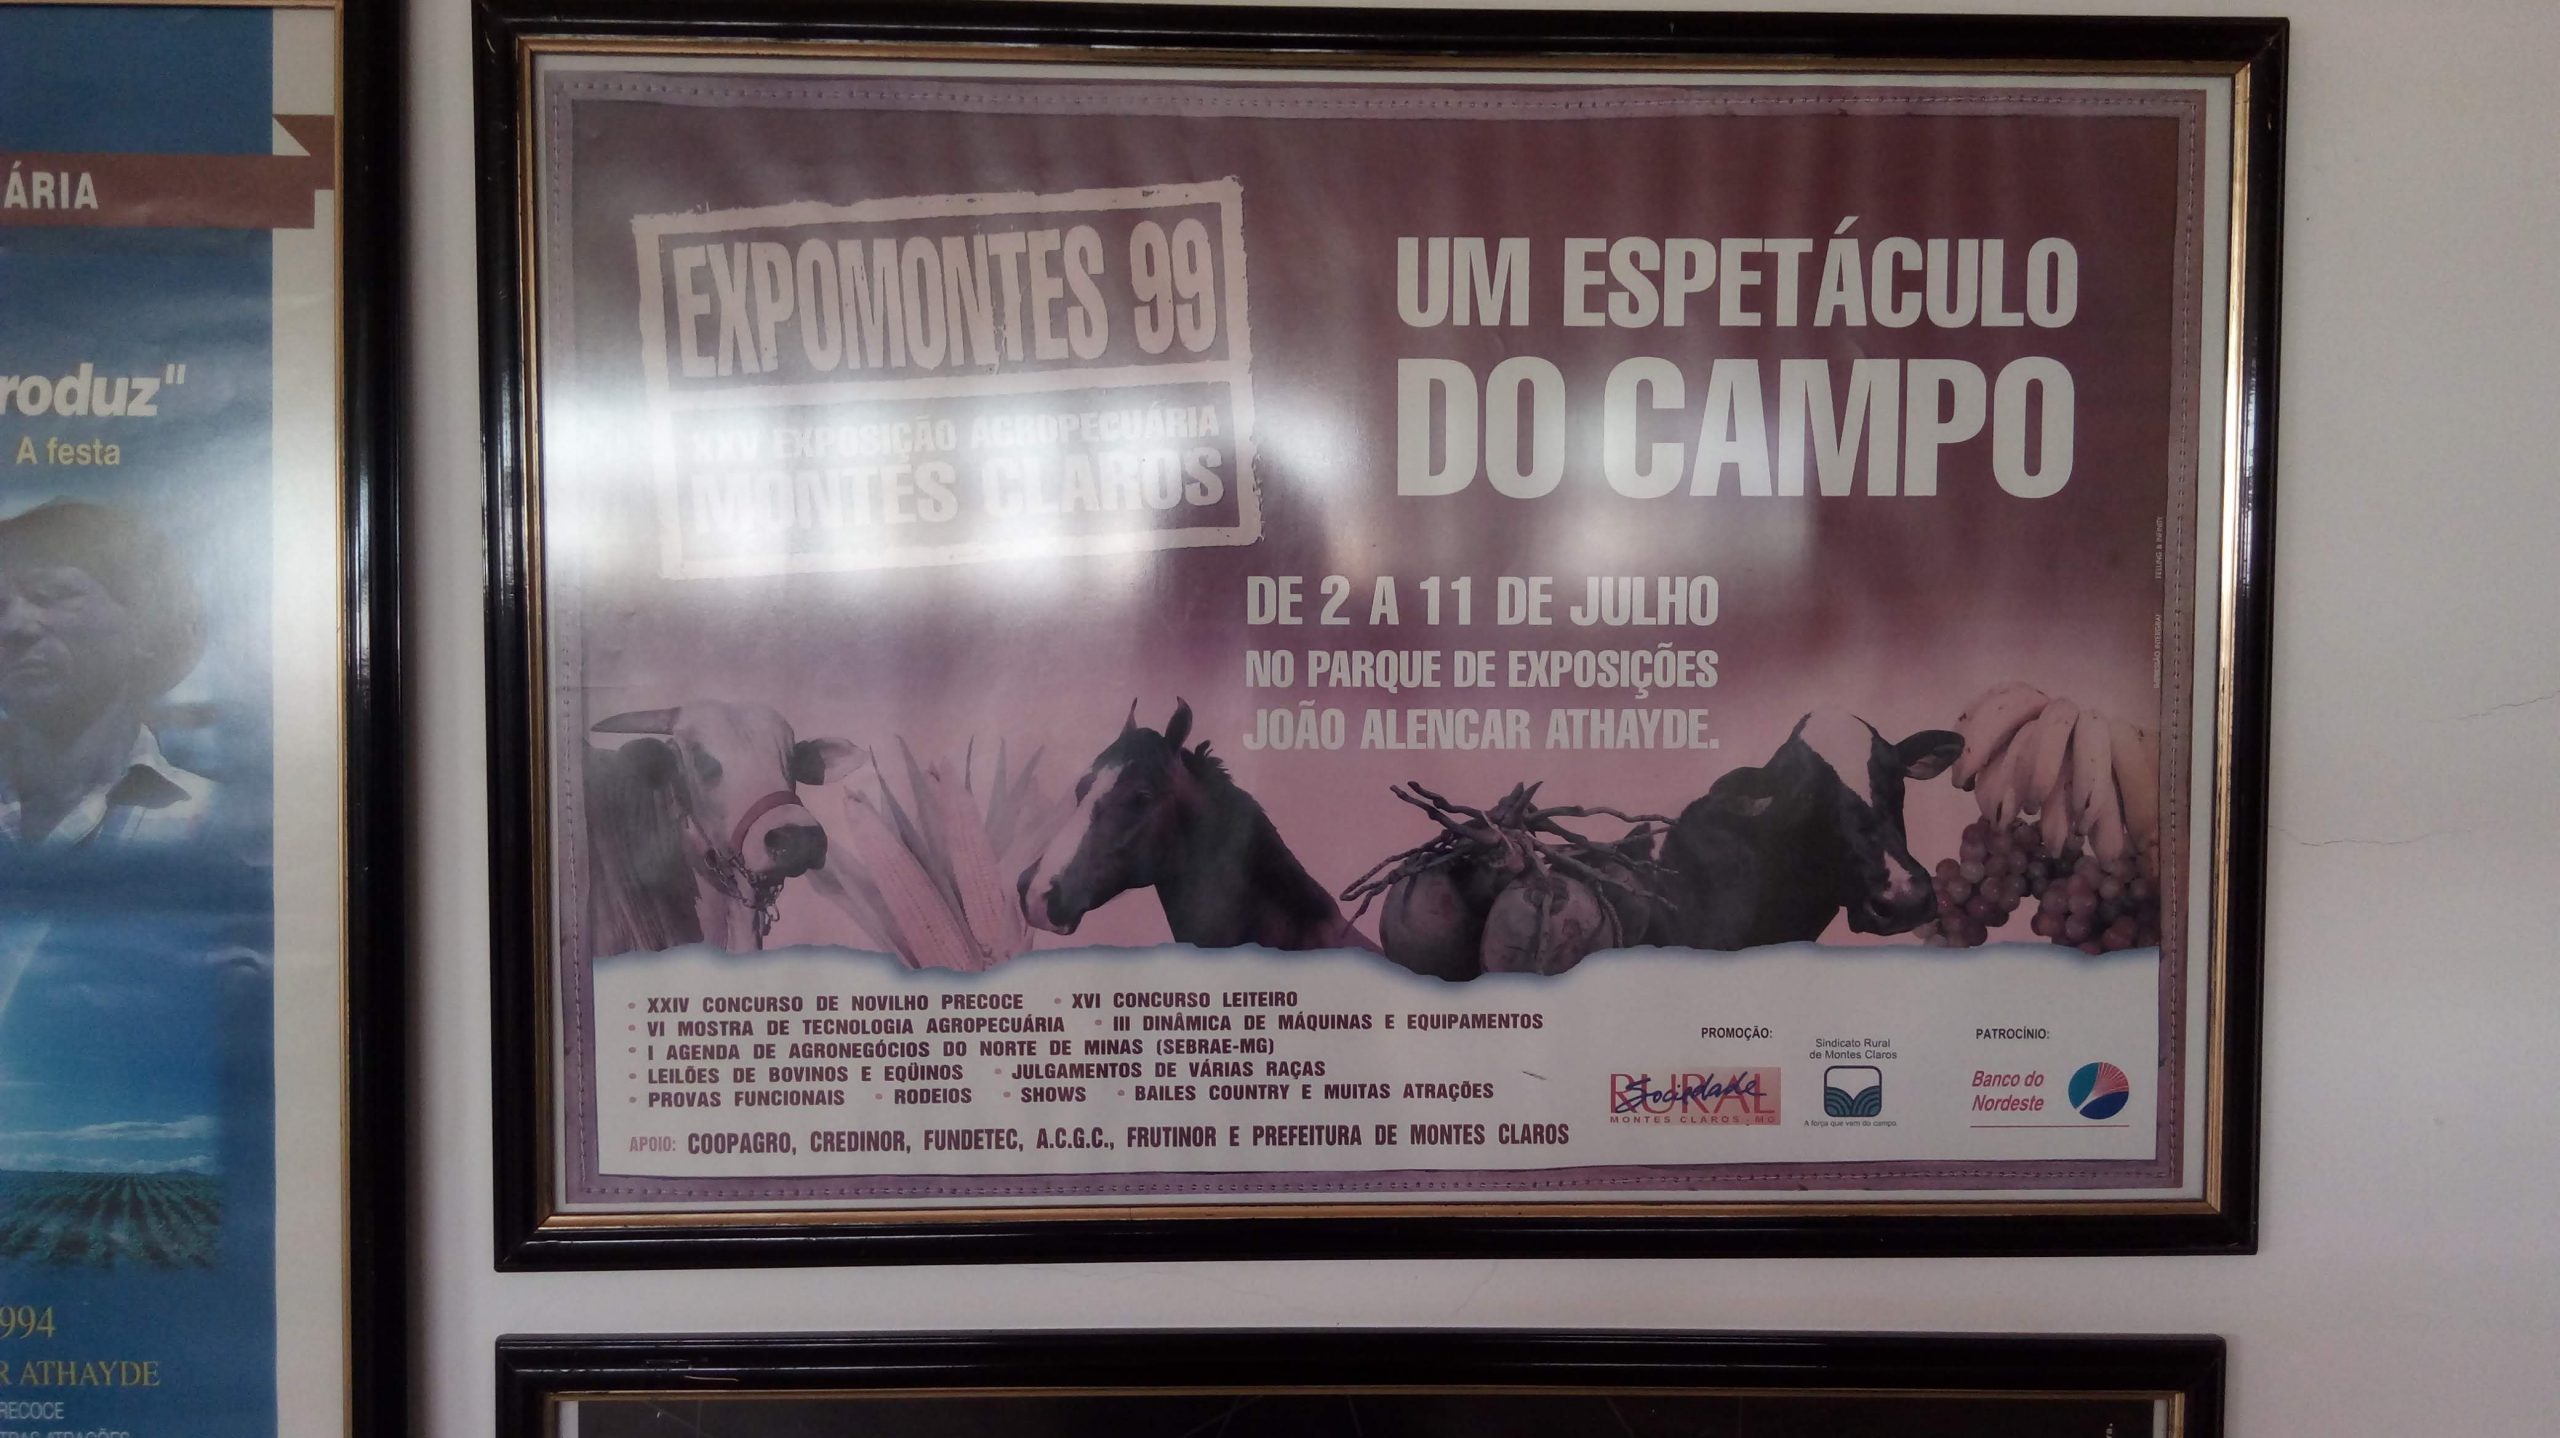 ÁRIA
roduz"
A festa
994
R ATHAYDE
RECOCE
EXPOMONTES 99
XXV EXPOSIÇÃO AGROPECUÁRIA
MONTES CLAROS
UM ESPETÁCULO
DO CAMPO
DE 2 A 11 DE JULHO
NO PARQUE DE EXPOSIÇÕES
JOÃO ALENCAR ATHAYDE.
• XXIV CONCURSO DE NOVILHO PRECOCE • XVI CONCURSO LEITEIRO
• VI MOSTRA DE TECNOLOGIA AGROPECUÁRIA • III DINÂMICA DE MÁQUINAS E EQUIPAMENTOS
• I AGENDA DE AGRONEGÓCIOS DO NORTE DE MINAS (SEBRAE-MG)
• LEILÕES DE BOVINOS E EQÜINOS • JULGAMENTOS DE VÁRIAS RAÇAS
• PROVAS FUNCIONAIS • RODEIOS • SHOWS • BAILES COUNTRY E MUITAS ATRAÇÕES
APOIO: COOPAGRO, CREDINOR, FUNDETEC, A.C.G.C., FRUTINOR E PREFEITURA DE MONTES CLAROS
PROMOÇÃO:
Sociedade
RURAL
MONTES CLAROS . MG
Sindicato Rural
de Montes Claros
A força que vem do campo.
PATROCÍNIO:
Banco do
Nordeste